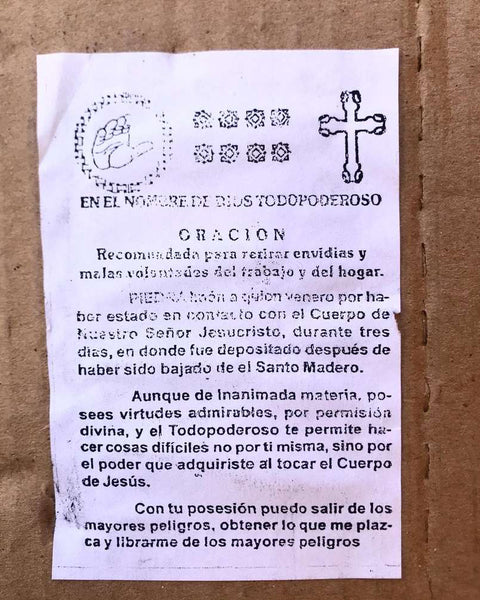 EN EL NOMBRE DE DIOS TODOPODEROSO
ORACION
Recomendada para retirar envidias y
malas voluntades del trabajo y del hogar.
PIEDRA Imán a quien venero por ha-
ber estado en contacto con el Cuerpo de
Nuestro Señor Jesucristo, durante tres
días, en donde fue depositado después de
haber sido bajado de el Santo Madero.
Aunque de inanimada materia, po-
sees virtudes admirables, por permisión
divina, y el Todopoderoso te permite ha-
cer cosas difíciles no por ti misma, sino por
el poder que adquiriste al tocar el Cuerpo
de Jesús.
Con tu posesión puedo salir de los
mayores peligros, obtener lo que me plaz-
ca y librarme de los mayores peligros